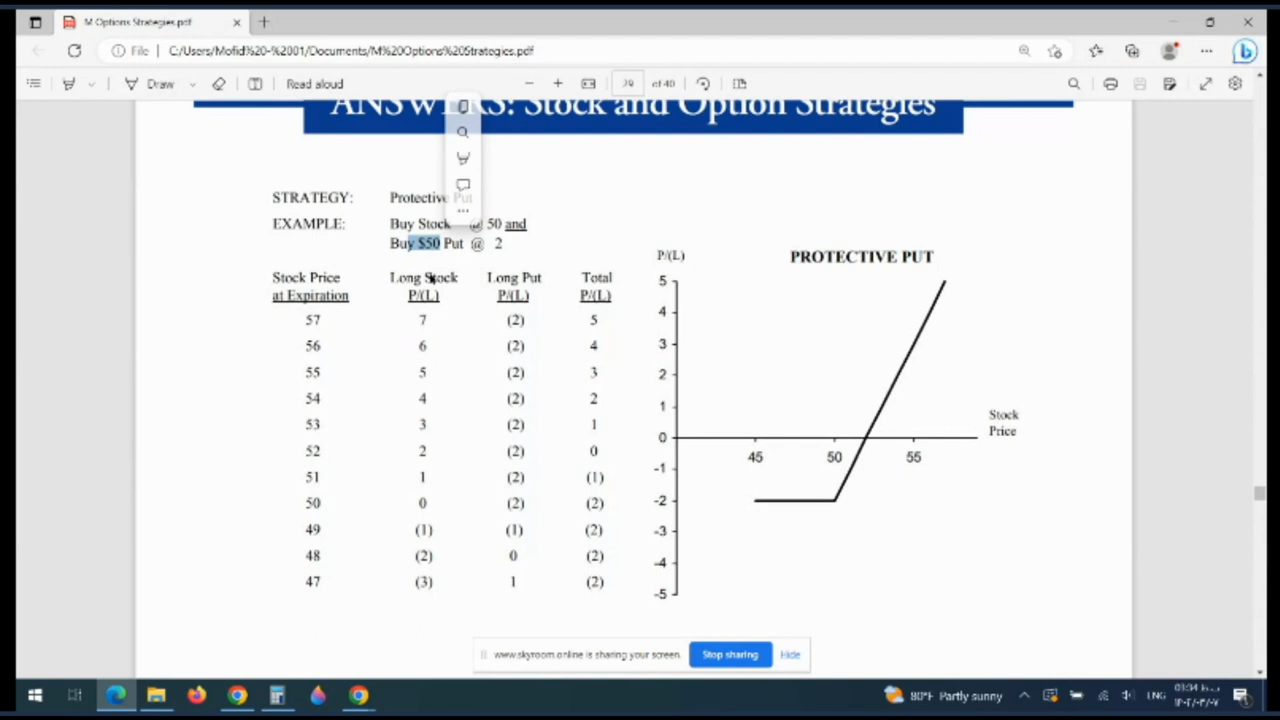 M Options Strategies.pdf
File C:/Users/Mofid%20-%2001/Documents/M%20Options%20Strategies.pdf
Draw Read aloud 29 of 40
ANSWERS: Stock and Option Strategies
STRATEGY: Protective Put
EXAMPLE: Buy Stock @ 50 and
Buy $50 Put @ 2
Stock Price Long Stock Long Put Total
at Expiration P/(L) P/(L) P/(L)
57 7 (2) 5
56 6 (2) 4
55 5 (2) 3
54 4 (2) 2
53 3 (2) 1
52 2 (2) 0
51 1 (2) (1)
50 0 (2) (2)
49 (1) (1) (2)
48 (2) 0 (2)
47 (3) 1 (2)
P/(L) PROTECTIVE PUT
5
4
3
2
1
0
-1
-2
-3
-4
-5
45 50 55
Stock
Price
www.skyroom.online is sharing your screen. Stop sharing Hide
80°F Partly sunny ENG